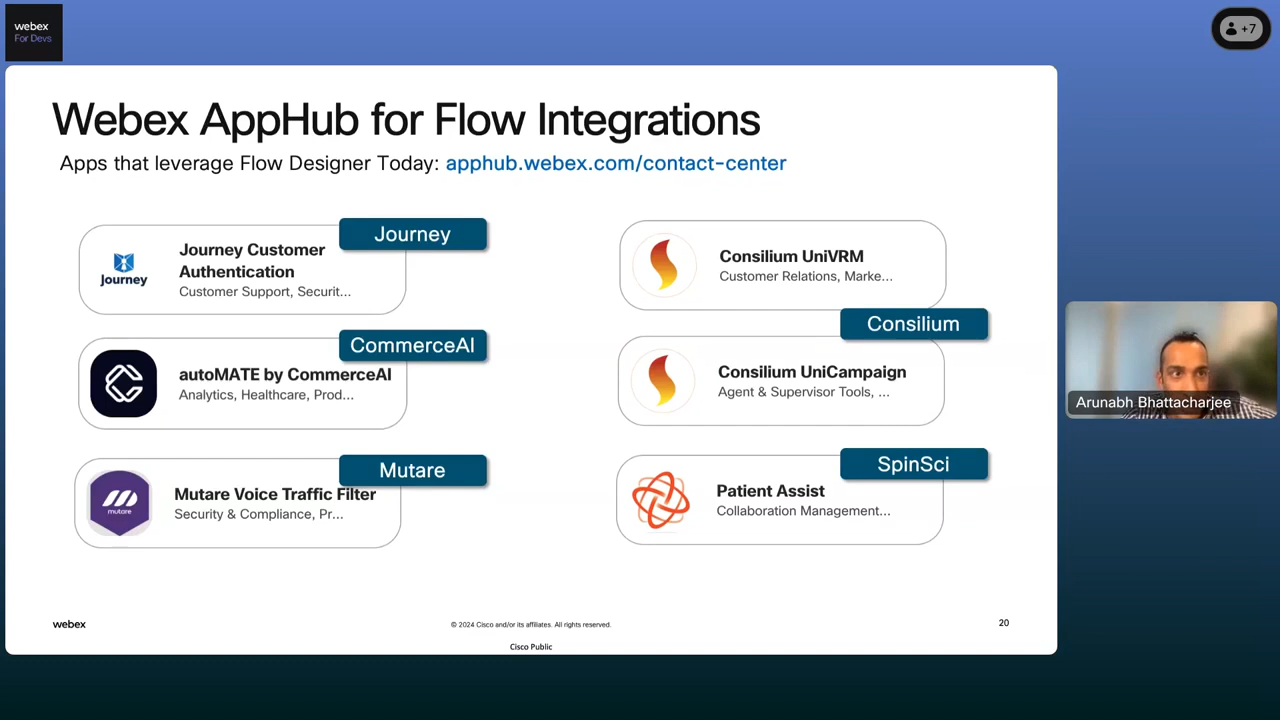 webex
For Devs
+7
Webex AppHub for Flow Integrations
Apps that leverage Flow Designer Today: apphub.webex.com/contact-center
Journey
Journey Customer
Authentication
Customer Support, Securit...
Journey
CommerceAI
autoMATE by CommerceAI
Analytics, Healthcare, Prod...
Mutare
mutare
Mutare Voice Traffic Filter
Security & Compliance, Pr...
Consilium UniVRM
Customer Relations, Marke...
Consilium
Consilium UniCampaign
Agent & Supervisor Tools, ...
SpinSci
Patient Assist
Collaboration Management...
Arunabh Bhattacharjee
webex
© 2024 Cisco and/or its affiliates. All rights reserved.
20
Cisco Public